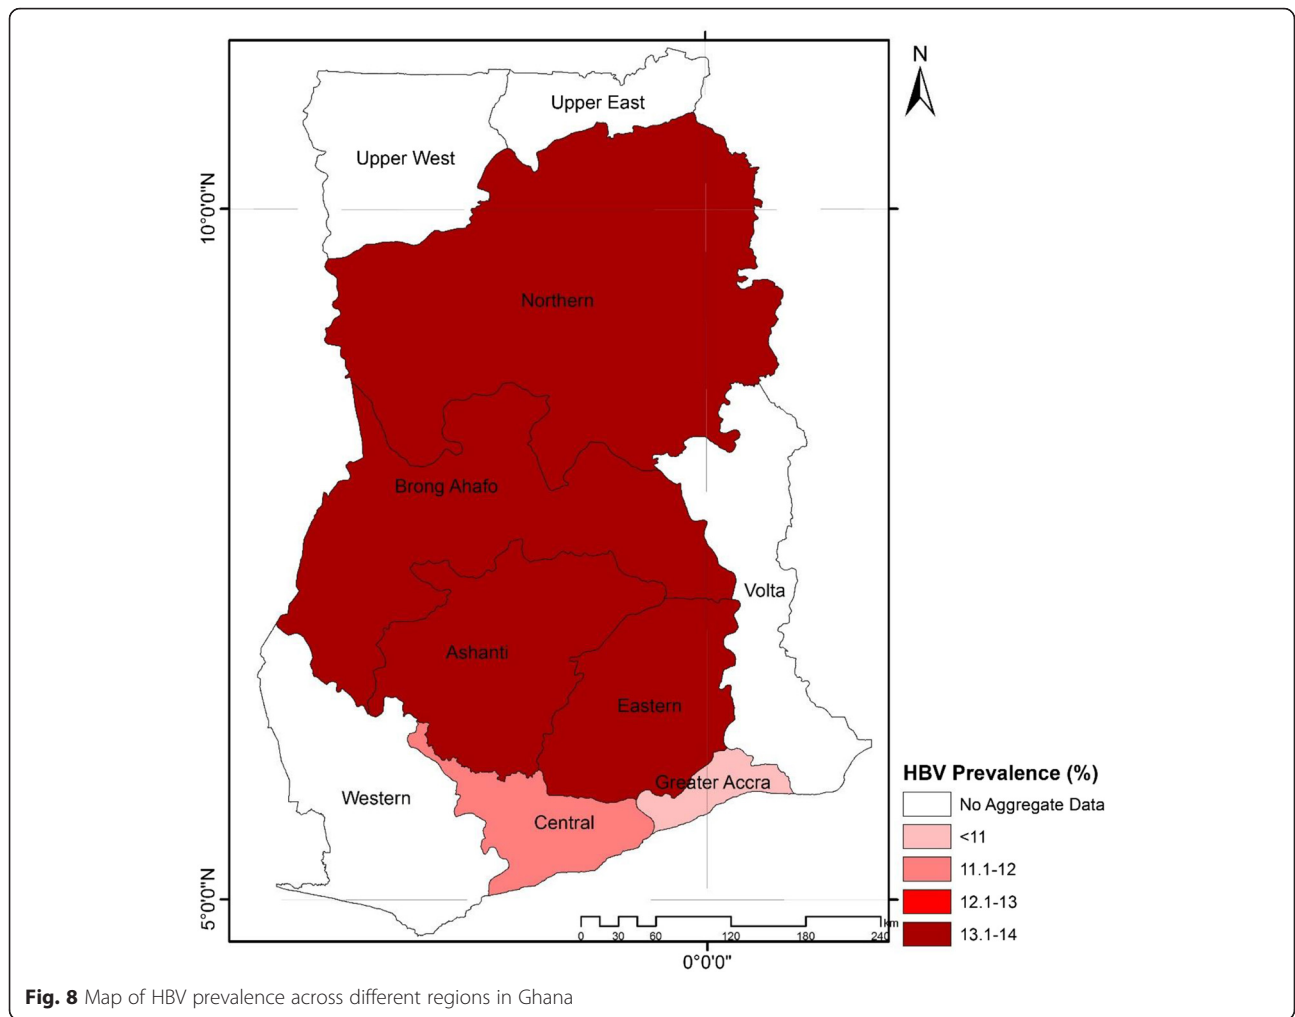 N
Upper East
Upper West
10°0'0"N
Northern
Brong Ahafo
Volta
Ashanti
Eastern
Greater Accra
Western
Central
5°0'0"N
0 30 60 120 180 240 km
0°0'0"
HBV Prevalence (%)
No Aggregate Data
<11
11.1-12
12.1-13
13.1-14
Fig. 8 Map of HBV prevalence across different regions in Ghana